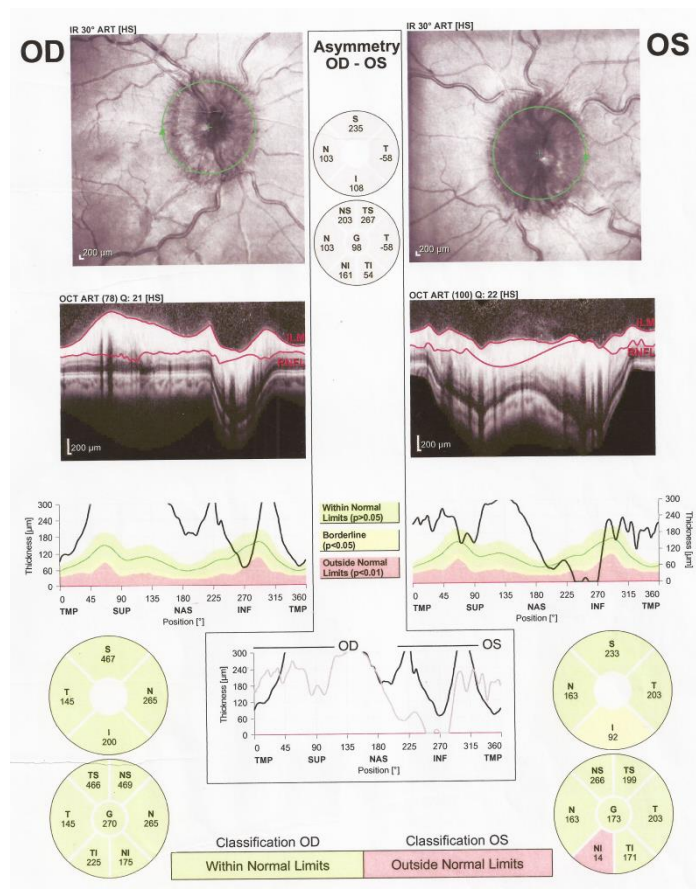 IR 30° ART [HS]
OD
200 µm
Asymmetry
OD - OS
IR 30° ART [HS]
OS
200 µm
S
235
N
103
T
-58
I
108
NS
203
TS
267
N
103
G
98
T
-58
NI
161
TI
54
OCT ART (78) Q: 21 [HS]
ILM
RNFL
200 µm
OCT ART (100) Q: 22 [HS]
ILM
RNFL
200 µm
Thickness [µm]
300
240
180
120
60
0
0 45 90 135 180 225 270 315 360
TMP SUP NAS INF TMP
Position [°]
Within Normal
Limits (p>0.05)
Borderline
(p<0.05)
Outside Normal
Limits (p<0.01)
300
240
180
120
60
0
Thickness [µm]
0 45 90 135 180 225 270 315 360
TMP SUP NAS INF TMP
Position [°]
OD
OS
Thickness [µm]
300
240
180
120
60
0
0 45 90 135 180 225 270 315 360
TMP SUP NAS INF TMP
Position [°]
S
467
T
145
N
265
I
200
TS
466
NS
469
T
145
G
270
N
265
TI
225
NI
175
S
233
N
163
T
203
I
92
NS
266
TS
199
N
163
G
173
T
203
NI
14
TI
171
Classification OD
Classification OS
Within Normal Limits
Outside Normal Limits